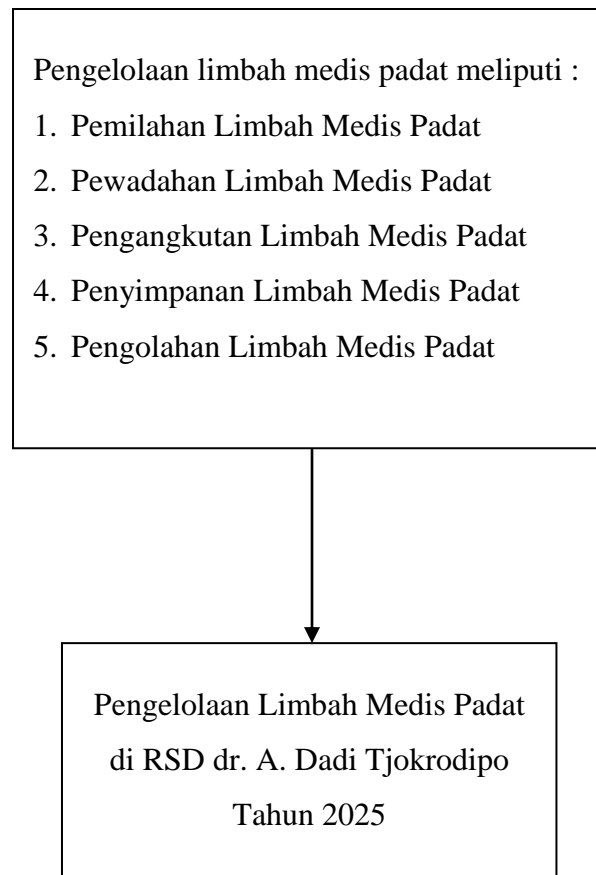 Pengelolaan limbah medis padat meliputi :
1. Pemilahan Limbah Medis Padat
2. Pewadahan Limbah Medis Padat
3. Pengangkutan Limbah Medis Padat
4. Penyimpanan Limbah Medis Padat
5. Pengolahan Limbah Medis Padat
Pengelolaan Limbah Medis Padat
di RSD dr. A. Dadi Tjokrodipo
Tahun 2025